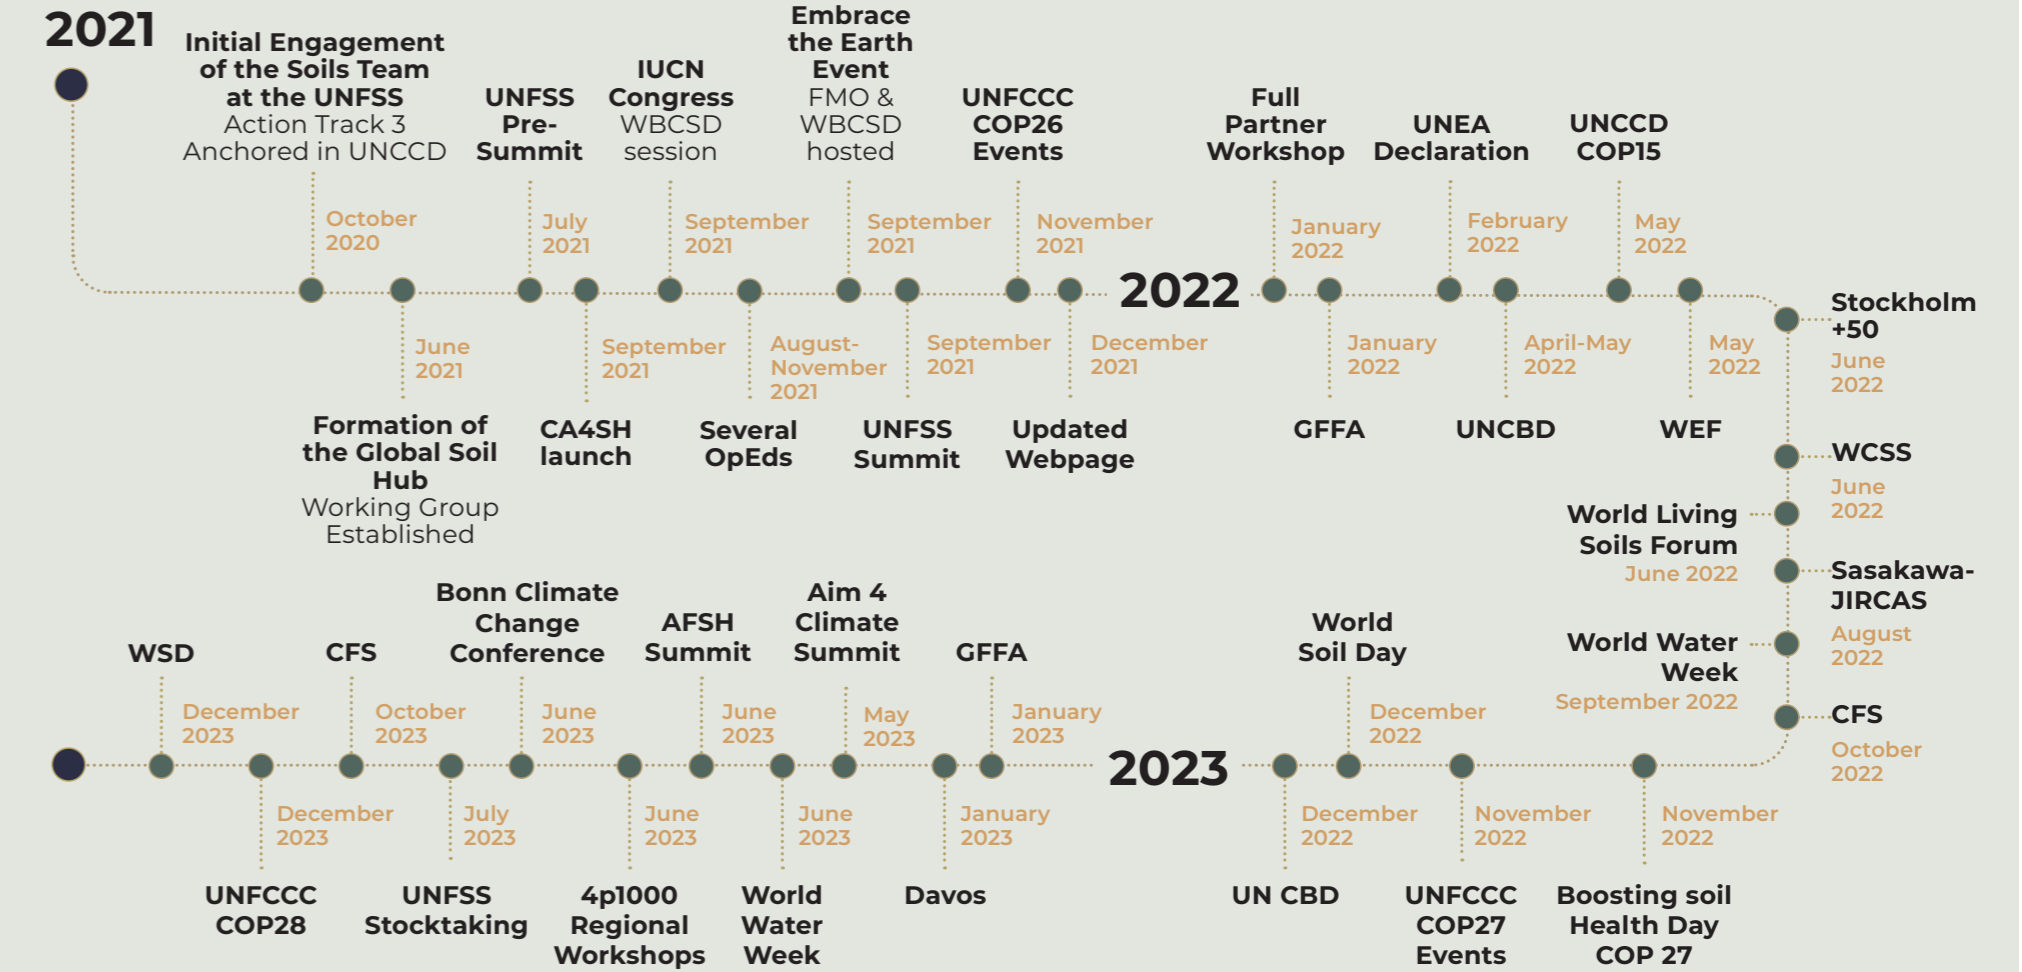 2021
Initial Engagement
of the Soils Team
at the UNFSS
Action Track 3
Anchored in UNCCD
October
2020
June
2021
Formation of
the Global Soil
Hub
Working Group
Established
UNFSS
Pre-
Summit
July
2021
September
2021
CA4SH
launch
IUCN
Congress
WBCSD
session
September
2021
August-
November
2021
Several
OpEds
Embrace
the Earth
Event
FMO &
WBCSD
hosted
September
2021
September
2021
UNFSS
Summit
UNFCCC
COP26
Events
November
2021
December
2021
Updated
Webpage
2022
Full
Partner
Workshop
January
2022
January
2022
GFFA
UNEA
Declaration
February
2022
April-May
2022
UNCBD
UNCCD
COP15
May
2022
May
2022
WEF
Stockholm
+50
June
2022
WCSS
June
2022
World Living
Soils Forum
June 2022
Sasakawa-
JIRCAS
August
2022
World Water
Week
September 2022
CFS
October
2022
November
2022
Boosting soil
Health Day
COP 27
November
2022
UNFCCC
COP27
Events
World
Soil Day
December
2022
December
2022
UN CBD
2023
GFFA
January
2023
January
2023
Davos
Aim 4
Climate
Summit
May
2023
June
2023
World
Water
Week
AFSH
Summit
June
2023
June
2023
4p1000
Regional
Workshops
Bonn Climate
Change
Conference
June
2023
July
2023
UNFSS
Stocktaking
CFS
October
2023
December
2023
UNFCCC
COP28
WSD
December
2023